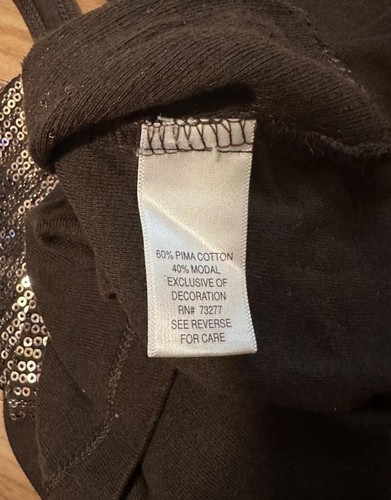 60% PIMA COTTON
40% MODAL
EXCLUSIVE OF
DECORATION
RN# 73277
SEE REVERSE
FOR CARE